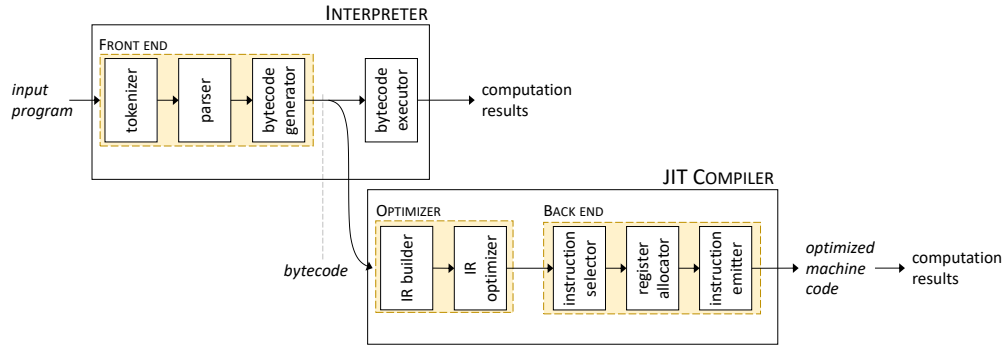 INTERPRETER
FRONT END
input
program
tokenizer
parser
bytecode
generator
bytecode
executor
computation
results
bytecode
JIT COMPILER
OPTIMIZER
IR builder
IR
optimizer
BACK END
instruction
selector
register
allocator
instruction
emitter
optimized
machine
code
computation
results